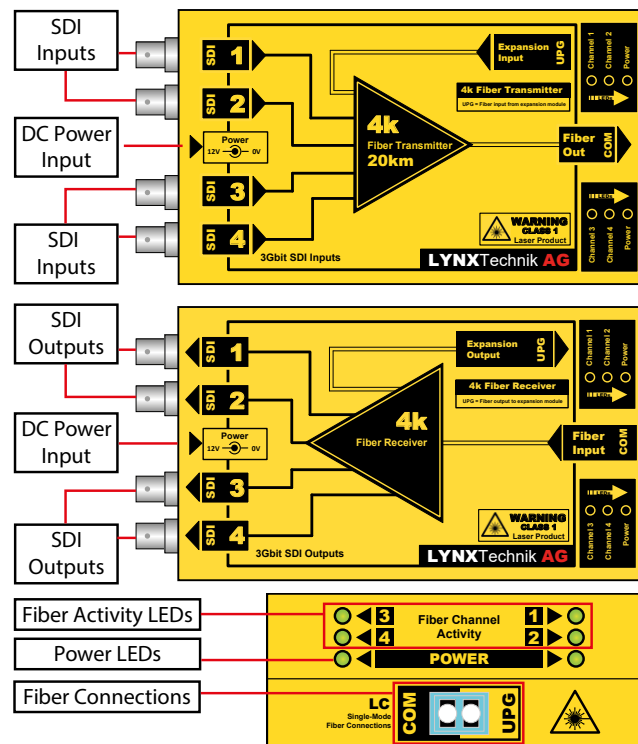 SDI
Inputs
DC Power
Input
SDI
Inputs
SDI 1
SDI 2
Power
12V 0V
SDI 3
SDI 4
3Gbit SDI Inputs
4k
Fiber Transmitter
20km
Expansion
Input
UPG
4k Fiber Transmitter
UPG = Fiber input from expansion module
Fiber
Out
COM
WARNING
CLASS 1
Laser Product
LYNXTechnik AG
Channel 1
Channel 2
Power
LEDs
LEDs
Channel 3
Channel 4
Power
SDI
Outputs
DC Power
Input
SDI
Outputs
SDI 1
SDI 2
Power
12V 0V
SDI 3
SDI 4
3Gbit SDI Outputs
4k
Fiber Receiver
Expansion
Output
UPG
4k Fiber Receiver
UPG = Fiber output to expansion module
Fiber
Input
COM
WARNING
CLASS 1
Laser Product
LYNXTechnik AG
Channel 1
Channel 2
Power
LEDs
LEDs
Channel 3
Channel 4
Power
Fiber Activity LEDs
Power LEDs
Fiber Connections
3
4
Fiber Channel
Activity
1
2
POWER
LC
Single-Mode
Fiber Connections
COM
UPG